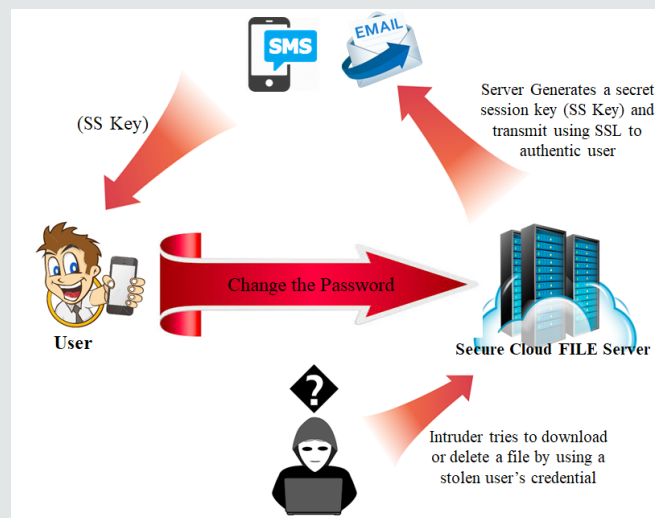 SMS
EMAIL
Server Generates a secret
session key (SS Key) and
transmit using SSL to
authentic user
(SS Key)
Change the Password
User
Secure Cloud FILE Server
?
Intruder tries to download
or delete a file by using a
stolen user's credential